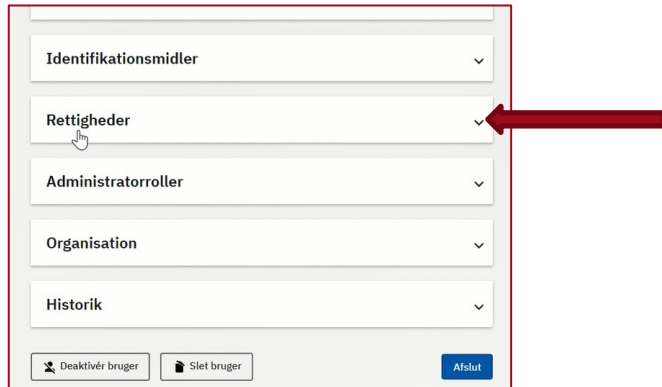 Identifikationsmidler
Rettigheder
Administratorroller
Organisation
Historik
Deaktivér bruger
Slet bruger
Afslut